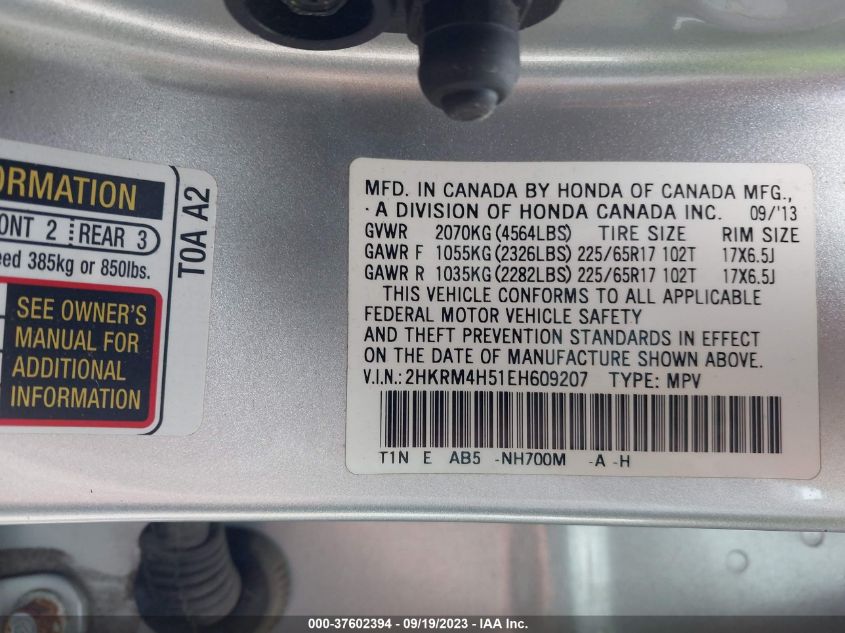 ORMATION
ONT 2 REAR 3
eed 385kg or 850lbs.
SEE OWNER'S
MANUAL FOR
ADDITIONAL
INFORMATION
T0A A2
MFD. IN CANADA BY HONDA OF CANADA MFG.,
A DIVISION OF HONDA CANADA INC. 09/'13
GVWR 2070KG (4564LBS) TIRE SIZE RIM SIZE
GAWR F 1055KG (2326LBS) 225/65R17 102T 17X6.5J
GAWR R 1035KG (2282LBS) 225/65R17 102T 17X6.5J
THIS VEHICLE CONFORMS TO ALL APPLICABLE
FEDERAL MOTOR VEHICLE SAFETY
AND THEFT PREVENTION STANDARDS IN EFFECT
ON THE DATE OF MANUFACTURE SHOWN ABOVE.
V.I.N.: 2HKRM4H51EH609207 TYPE: MPV
T1N E AB5 -NH700M -A -H
000-37602394 - 09/19/2023 - IAA Inc.